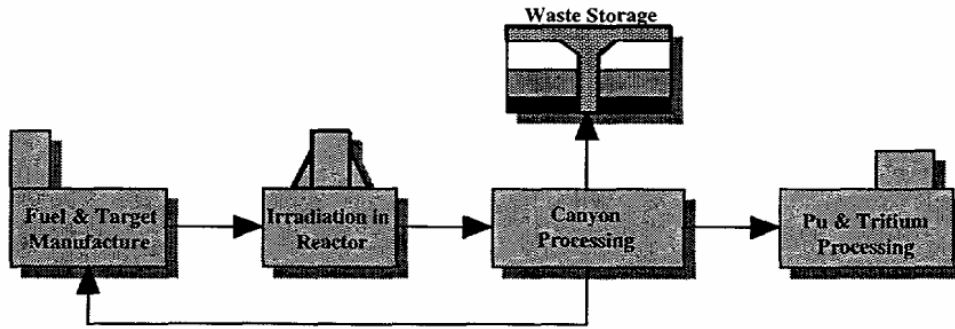 Waste Storage
Fuel & Target
Manufacture
Irradiation in
Reactor
Canyon
Processing
Pu & Tritium
Processing